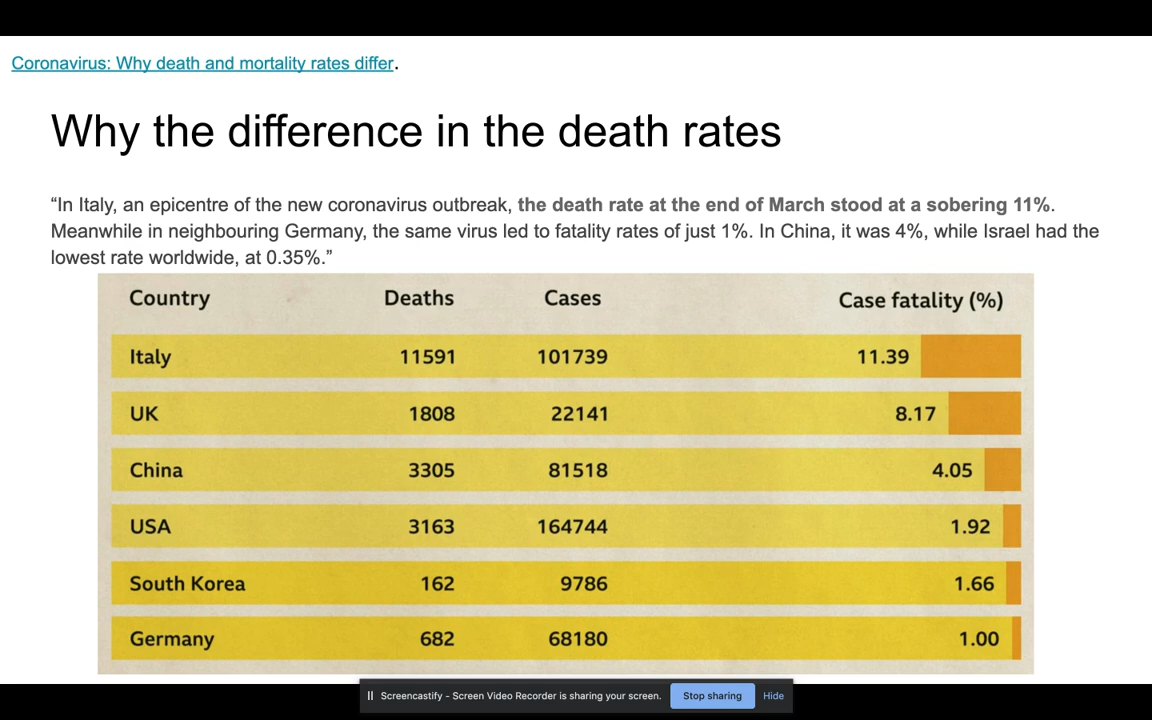 Coronavirus: Why death and mortality rates differ.
Why the difference in the death rates
“In Italy, an epicentre of the new coronavirus outbreak, the death rate at the end of March stood at a sobering 11%.
Meanwhile in neighbouring Germany, the same virus led to fatality rates of just 1%. In China, it was 4%, while Israel had the
lowest rate worldwide, at 0.35%.”
Country Deaths Cases Case fatality (%)
Italy 11591 101739 11.39
UK 1808 22141 8.17
China 3305 81518 4.05
USA 3163 164744 1.92
South Korea 162 9786 1.66
Germany 682 68180 1.00
Screencastify - Screen Video Recorder is sharing your screen. Stop sharing Hide